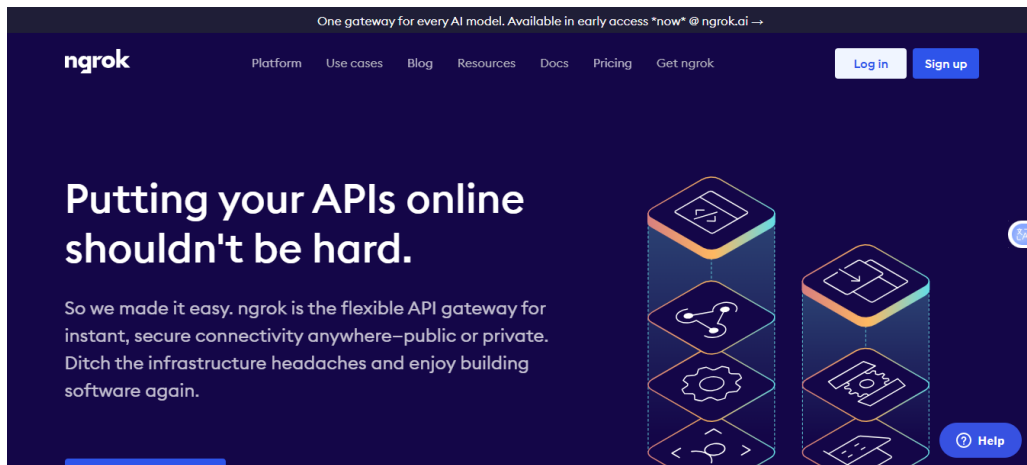 One gateway for every AI model. Available in early access *now* @ ngrok.ai →
ngrok
Platform Use cases Blog Resources Docs Pricing Get ngrok
Log in Sign up
Putting your APIs online
shouldn't be hard.
So we made it easy. ngrok is the flexible API gateway for
instant, secure connectivity anywhere—public or private.
Ditch the infrastructure headaches and enjoy building
software again.
Help